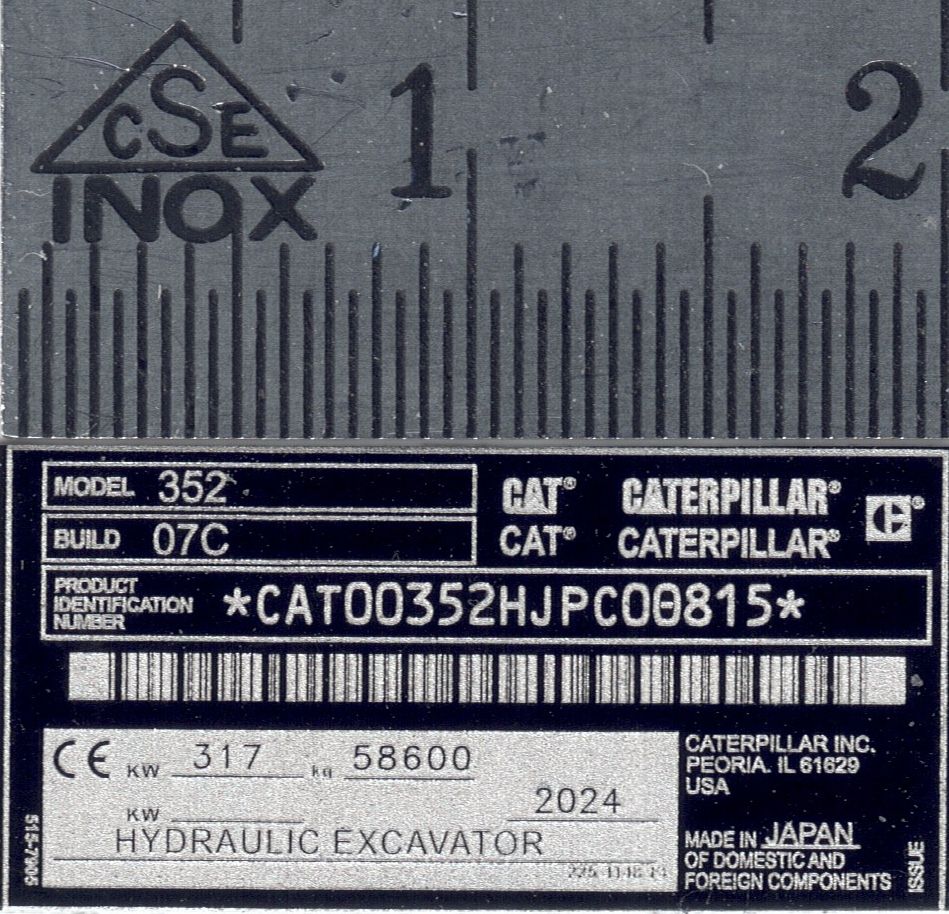 CSE
INOX
1 2
MODEL 352
BUILD 07C
CAT® CATERPILLAR® C®
CAT® CATERPILLAR®
PRODUCT
IDENTIFICATION
NUMBER
*CAT00352HJPC00815*
CE KW 317 kg 58600
KW 2024
HYDRAULIC EXCAVATOR
CATERPILLAR INC.
PEORIA. IL 61629
USA
MADE IN JAPAN
OF DOMESTIC AND
FOREIGN COMPONENTS
ISSUE